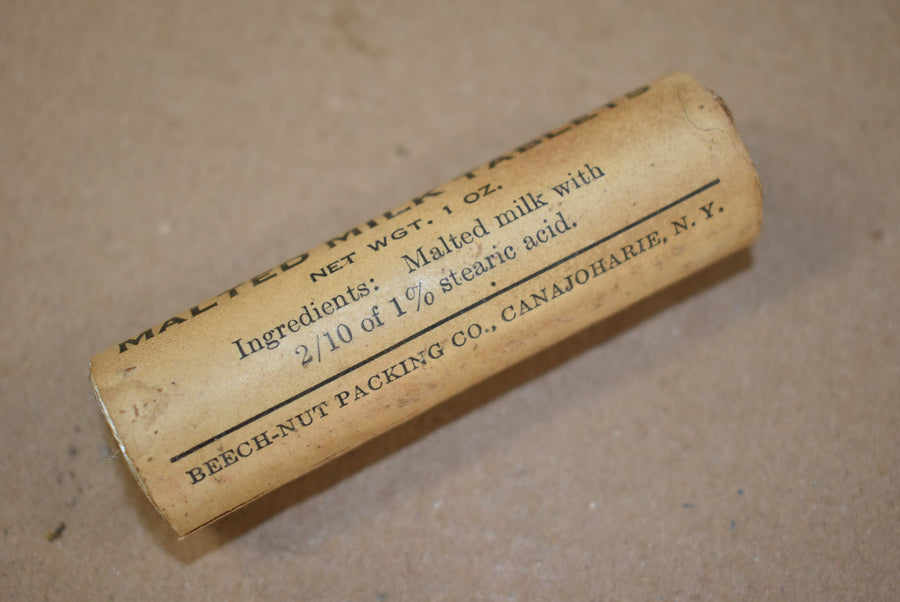 MALTED MILK TABLETS
NET WGT. 1 OZ.
Ingredients: Malted milk with
2/10 of 1% stearic acid.
BEECH-NUT PACKING CO., CANAJOHARIE, N. Y.